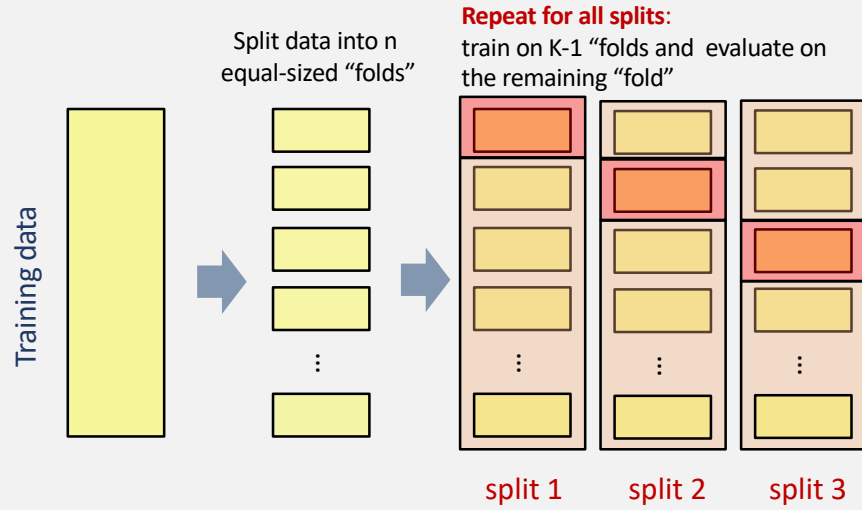 Training data
Split data into n
equal-sized “folds”
Repeat for all splits:
train on K-1 “folds and evaluate on
the remaining “fold”
...
...
...
...
split 1
split 2
split 3